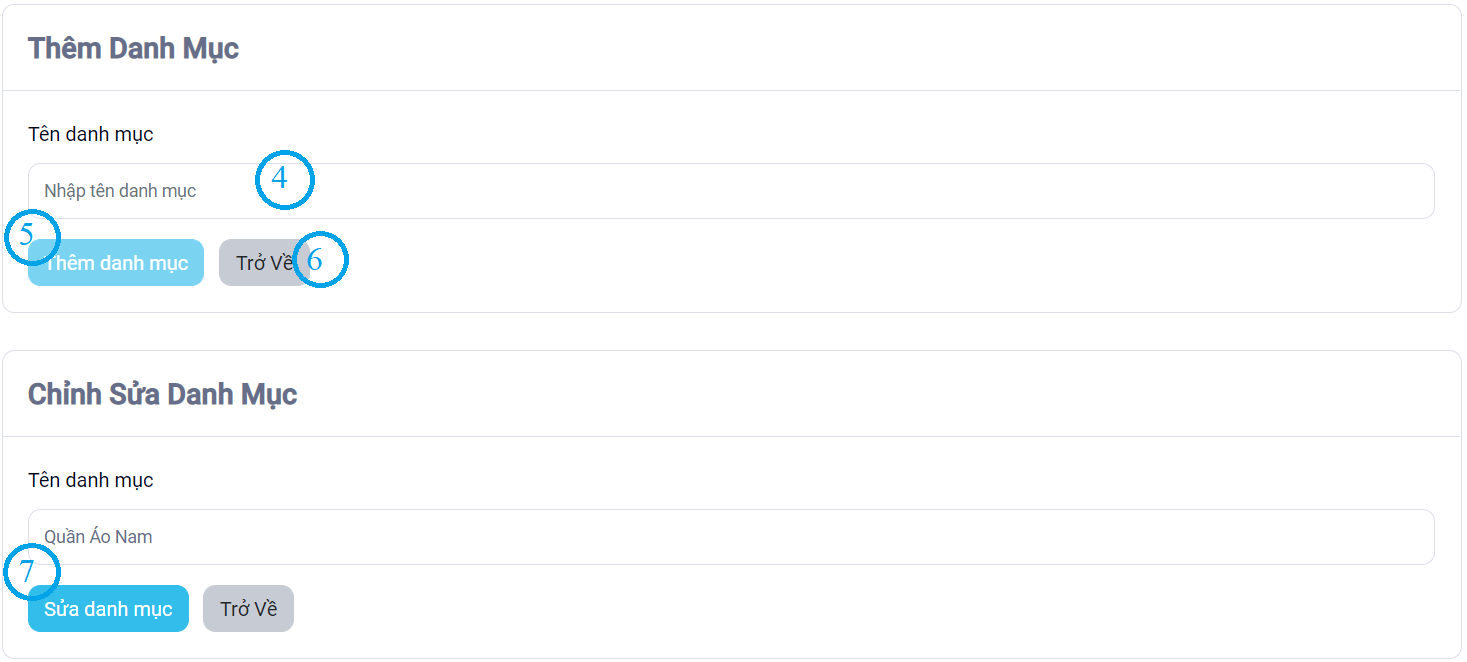 Thêm Danh Mục
Tên danh mục
Nhập tên danh mục
4
5
Thêm danh mục
Trở Về
6
Chỉnh Sửa Danh Mục
Tên danh mục
Quần Áo Nam
7
Sửa danh mục
Trở Về